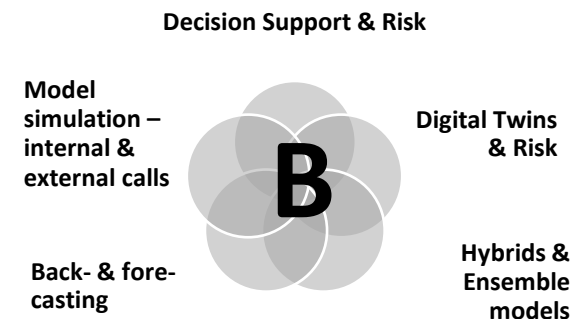 Decision Support & Risk
Model
simulation –
internal &
external calls
Digital Twins
& Risk
B
Back- & fore-
casting
Hybrids &
Ensemble
models